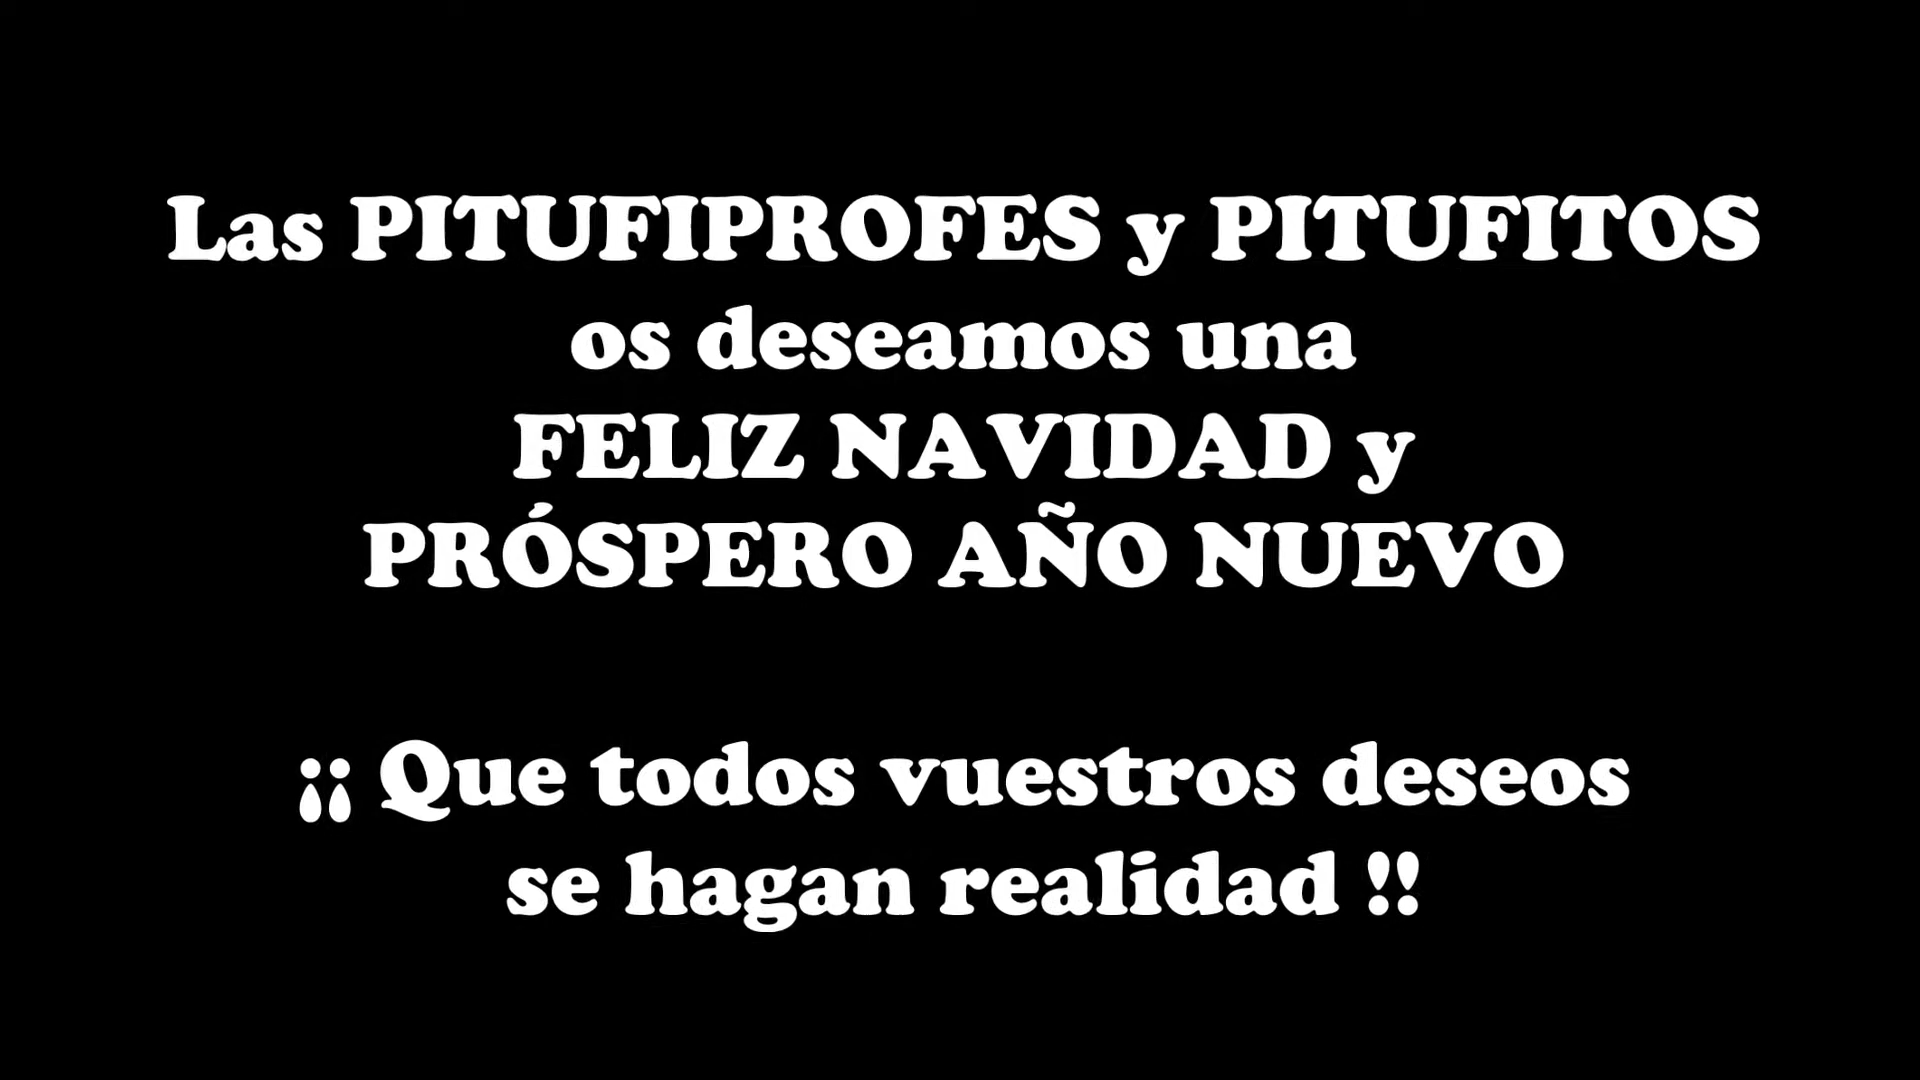 Las PITUFIPROFES y PITUFITOS
os deseamos una
FELIZ NAVIDAD y
PRÓSPERO AÑO NUEVO
¡¡ Que todos vuestros deseos
se hagan realidad !!